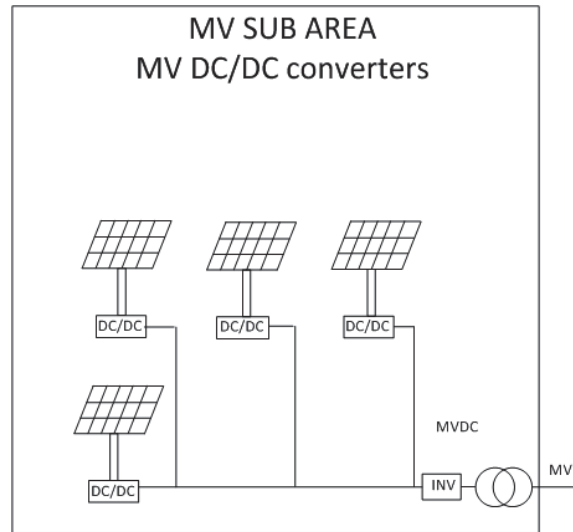 MV SUB AREA
MV DC/DC converters
DC/DC
DC/DC
DC/DC
MVDC
DC/DC
INV
MV